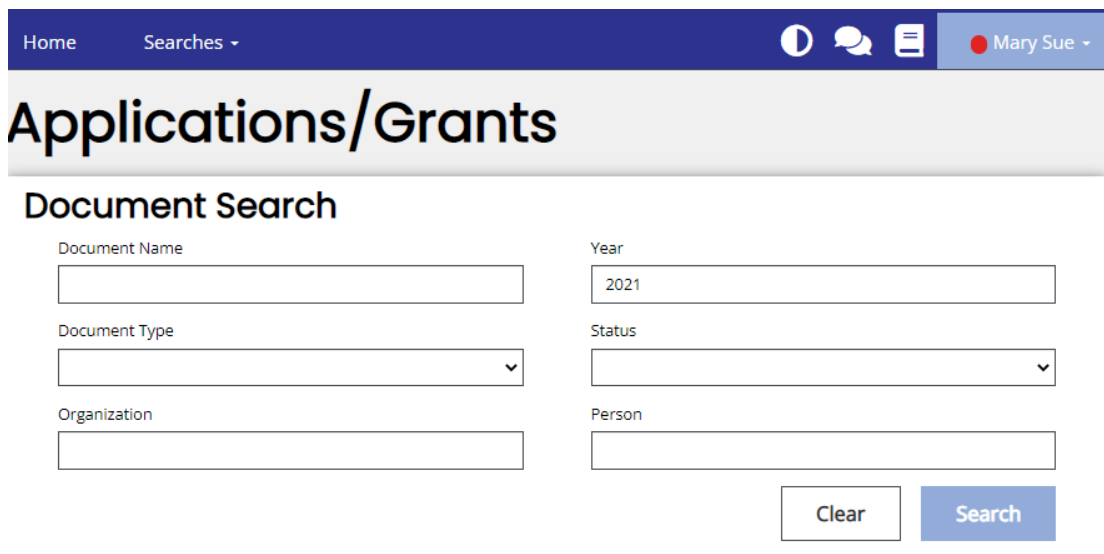 Home Searches Mary Sue
Applications/Grants
Document Search
Document Name Year
2021
Document Type Status
Organization Person
Clear Search